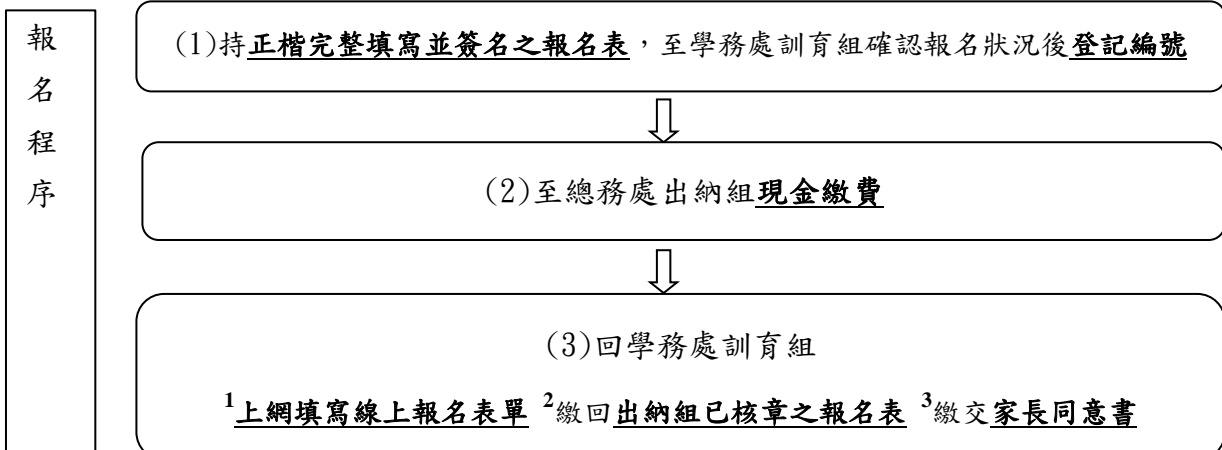 報
名
程
序
(1)持正楷完整填寫並簽名之報名表，至學務處訓育組確認報名狀況後登記編號
(2)至總務處出納組現金繳費
(3)回學務處訓育組
1上網填寫線上報名表單 2繳回出納組已核章之報名表 3繳交家長同意書